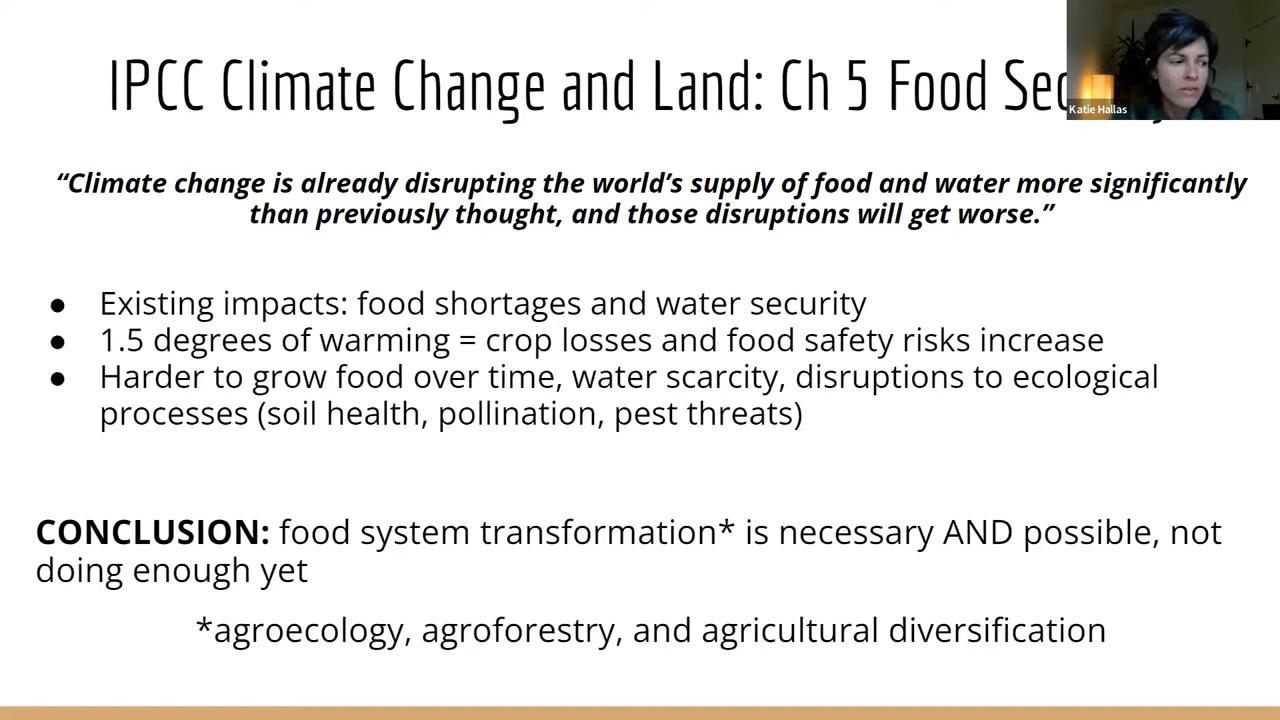 IPCC Climate Change and Land: Ch 5 Food
Katie Hallas
“Climate change is already disrupting the world’s supply of food and water more significantly
than previously thought, and those disruptions will get worse.”
● Existing impacts: food shortages and water security
● 1.5 degrees of warming = crop losses and food safety risks increase
● Harder to grow food over time, water scarcity, disruptions to ecological
processes (soil health, pollination, pest threats)
CONCLUSION: food system transformation* is necessary AND possible, not
doing enough yet
*agroecology, agroforestry, and agricultural diversification